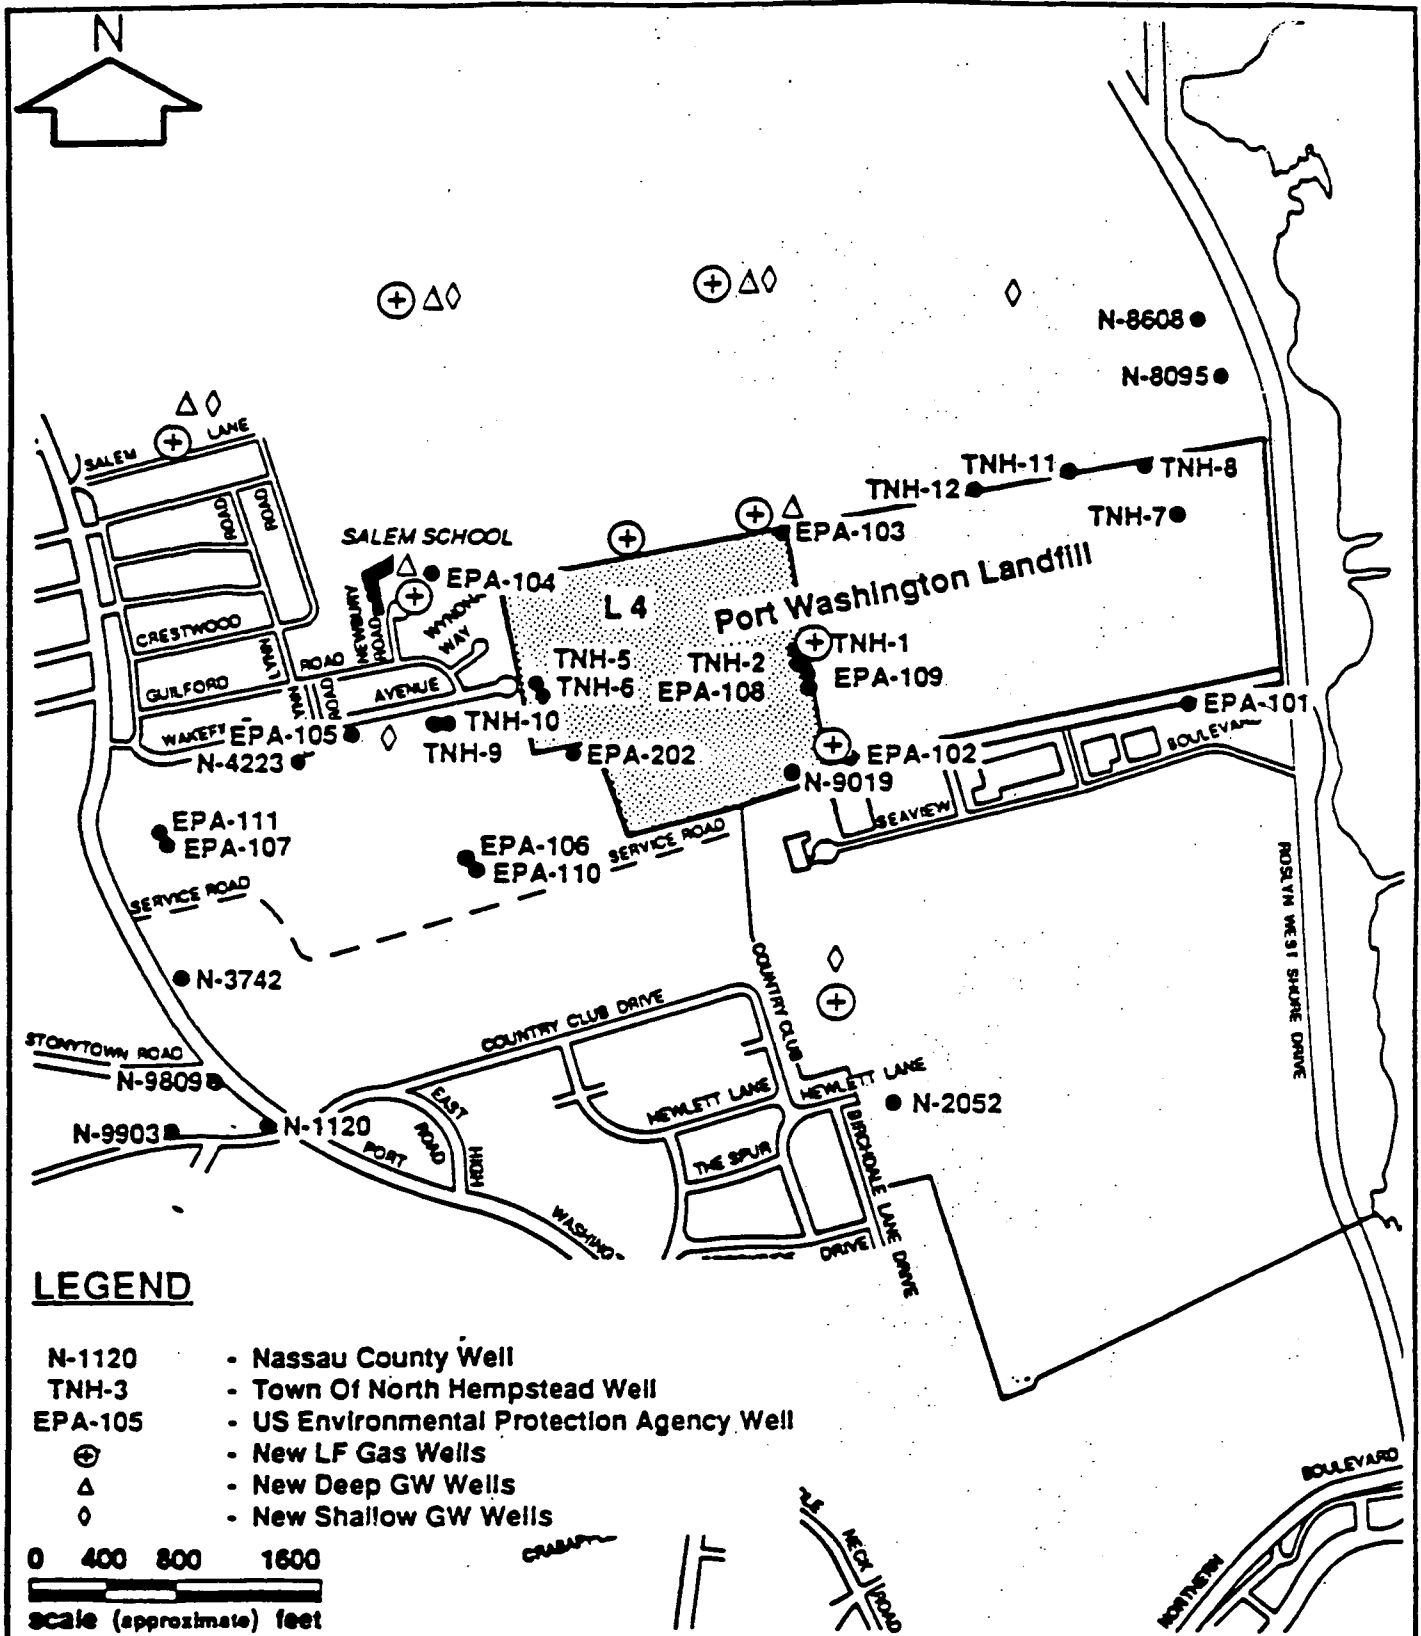 N
N-8608
N-8095
SALEM LANE
TNH-11
TNH-8
TNH-12
TNH-7
ROAD
ROAD
SALEM SCHOOL
EPA-103
EPA-104
Port Washington Landfill
L 4
NEWBURY ROAD
WAY
CRESTWOOD
LYNN
ROAD
TNH-1
TNH-5
TNH-2
TNH-6
EPA-108
EPA-109
GUILFORD
AVENUE
ROAD
EPA-101
TNH-10
EPA-105
TNH-9
EPA-202
EPA-102
BOULEVARD
N-4223
N-9019
SEAVIEW
EPA-111
EPA-107
EPA-106
EPA-110
SERVICE ROAD
SERVICE ROAD
ROSLYN WEST SHORE DRIVE
N-3742
COUNTRY CLUB
COUNTRY CLUB DRIVE
STONYTOWN ROAD
N-9809
EAST
ROAD
HIGH
HEWLETT LANE
HEWLETT LANE
N-2052
N-9903
N-1120
PORT
THE SPUR
BIRCHDALE LANE DRIVE
DRIVE
LEGEND
N-1120 - Nassau County Well
TNH-3 - Town Of North Hempstead Well
EPA-105 - US Environmental Protection Agency Well
- New LF Gas Wells
- New Deep GW Wells
- New Shallow GW Wells
0 400 800 1600
scale (approximate) feet
NECK ROAD
BOULEVARD
NORTHERN